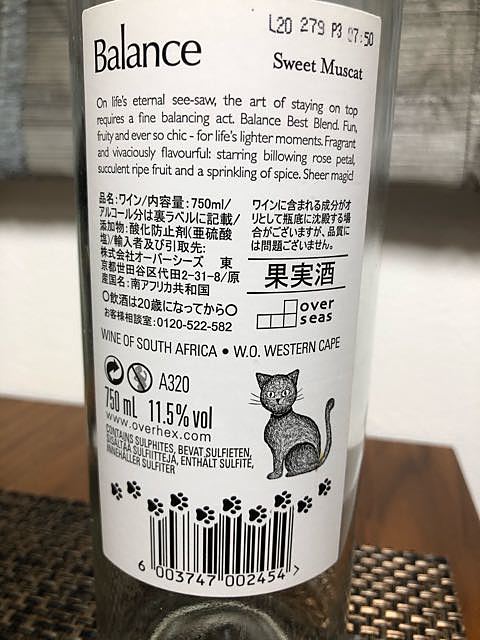 L20 279 P3 07:50
Balance
Sweet Muscat
On life's eternal see-saw, the art of staying on top
requires a fine balancing act. Balance Best Blend. Fun,
fruity and ever so chic - for life's lighter moments. Fragrant
and vivaciously flavourful: starring billowing rose petal,
succulent ripe fruit and a sprinkling of spice. Sheer magic!
品名:ワイン/内容量:750ml/
アルコール分は裏ラベルに記載/
添加物:酸化防止剤(亜硫酸
塩)/輸入者及び引取先:
株式会社オーバーシーズ 東
京都世田谷区代田2-31-8/原
産国名:南アフリカ共和国
〇飲酒は20歳になってから〇
お客様相談室:0120-522-582
ワインに含まれる成分がオ
リとして瓶底に沈殿する場
合がございますが、品質に
は問題ございません。
果実酒
over
seas
WINE OF SOUTH AFRICA • W.O. WESTERN CAPE
A320
750 mL 11.5% vol
www.overhex.com
CONTAINS SULPHITES, BEVAT SULFIETEN,
SISÄLTÄÄ SULFIITTEJA, ENTHÄLT SULFITE,
INNEHÅLLER SULFITER
6 003747 002454 >